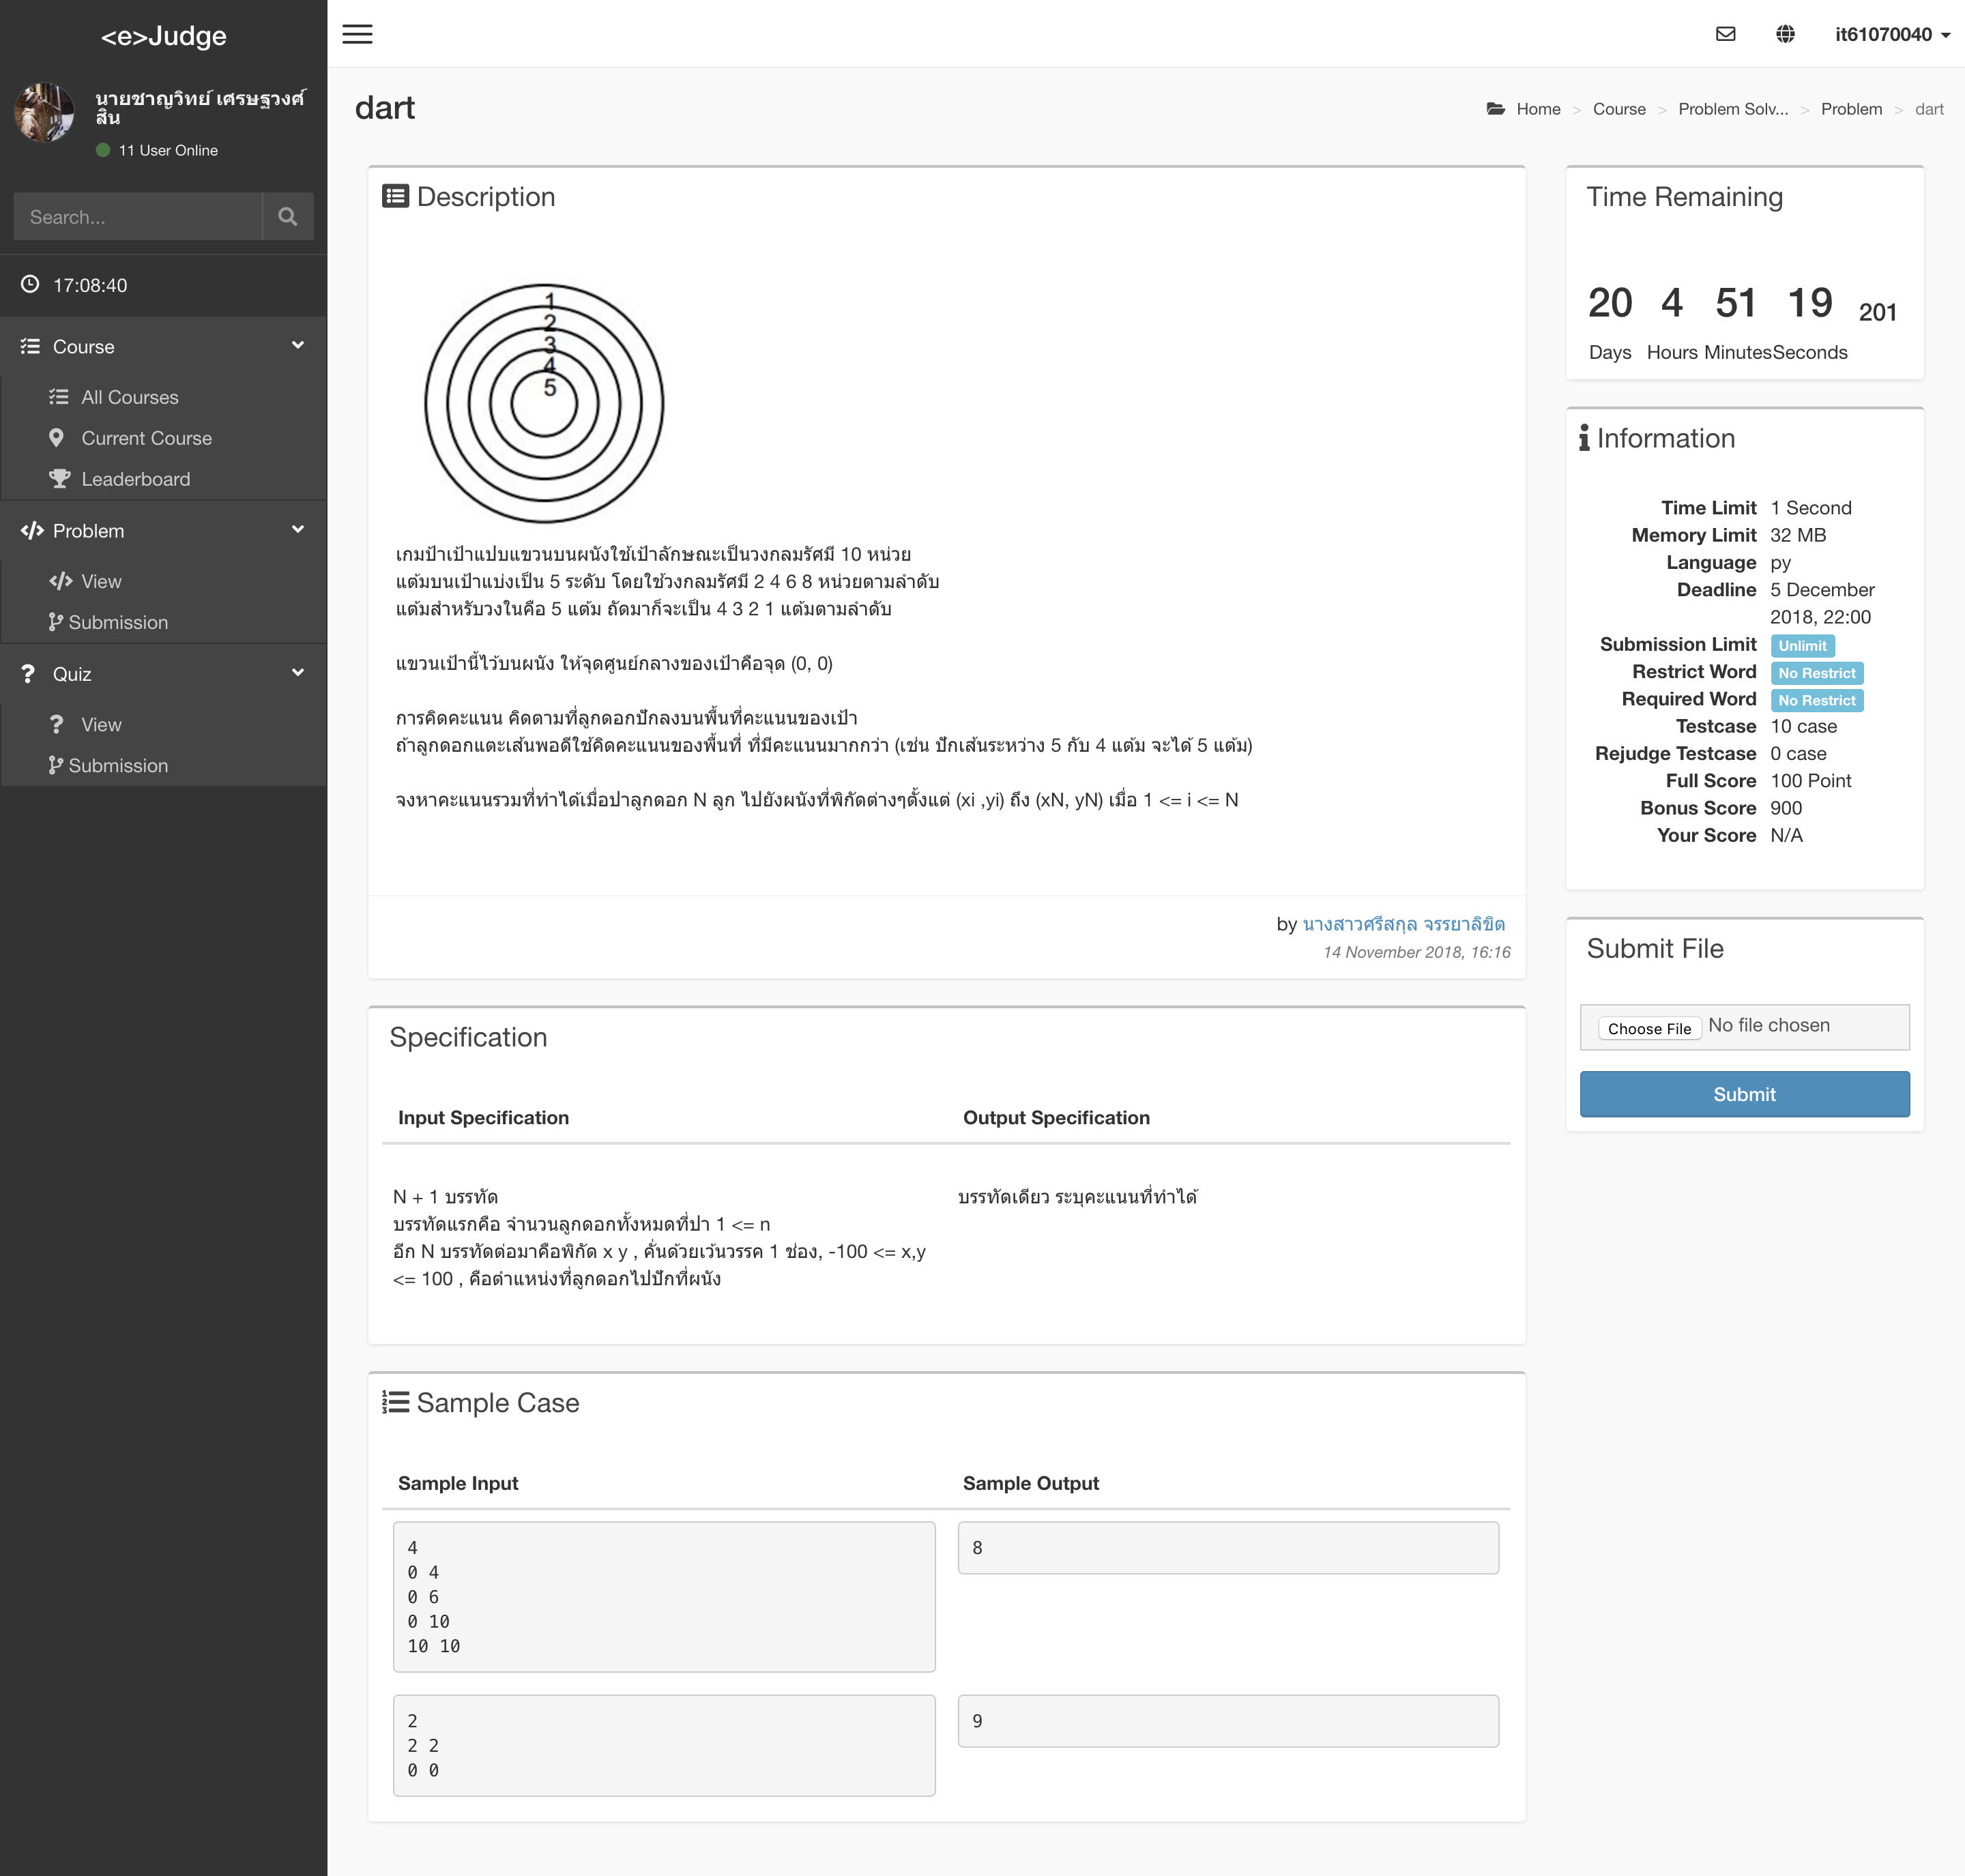 <e>Judge
it61070040
นายชาญวิทย์ เศรษฐวงศ์
สิน
11 User Online
Search...
17:08:40
Course
All Courses
Current Course
Leaderboard
Problem
View
Submission
Quiz
View
Submission
dart
Home > Course > Problem Solv... > Problem > dart
Description
1
2
3
4
5
เกมป้าเป้าแปบแขวนบนผนังใช้เป้าลักษณะเป็นวงกลมรัศมี 10 หน่วย
แต้มบนเป้าแบ่งเป็น 5 ระดับ โดยใช้วงกลมรัศมี 2 4 6 8 หน่วยตามลำดับ
แต้มสำหรับวงในคือ 5 แต้ม ถัดมาก็จะเป็น 4 3 2 1 แต้มตามลำดับ
แขวนเป้านี้ไว้บนผนัง ให้จุดศูนย์กลางของเป้าคือจุด (0, 0)
การคิดคะแนน คิดตามที่ลูกดอกปักลงบนพื้นที่คะแนนของเป้า
ถ้าลูกดอกแตะเส้นพอดีใช้คิดคะแนนของพื้นที่ ที่มีคะแนนมากกว่า (เช่น ปักเส้นระหว่าง 5 กับ 4 แต้ม จะได้ 5 แต้ม)
จงหาคะแนนรวมที่ทำได้เมื่อปาลูกดอก N ลูก ไปยังผนังที่พิกัดต่างๆตั้งแต่ (xi ,yi) ถึง (xN, yN) เมื่อ 1 <= i <= N
by นางสาวศรีสกุล จรรยาลิขิต
14 November 2018, 16:16
Specification
Input Specification
Output Specification
N + 1 บรรทัด
บรรทัดแรกคือ จำนวนลูกดอกทั้งหมดที่ปา 1 <= n
อีก N บรรทัดต่อมาคือพิกัด x y , คั่นด้วยเว้นวรรค 1 ช่อง, -100 <= x,y
<= 100 , คือตำแหน่งที่ลูกดอกไปปักที่ผนัง
บรรทัดเดียว ระบุคะแนนที่ทำได้
Sample Case
Sample Input
Sample Output
4
0 4
0 6
0 10
10 10
8
2
2 2
0 0
9
Time Remaining
20 4 51 19 201
Days Hours Minutes Seconds
Information
Time Limit 1 Second
Memory Limit 32 MB
Language py
Deadline 5 December
2018, 22:00
Submission Limit Unlimit
Restrict Word No Restrict
Required Word No Restrict
Testcase 10 case
Rejudge Testcase 0 case
Full Score 100 Point
Bonus Score 900
Your Score N/A
Submit File
Choose File No file chosen
Submit